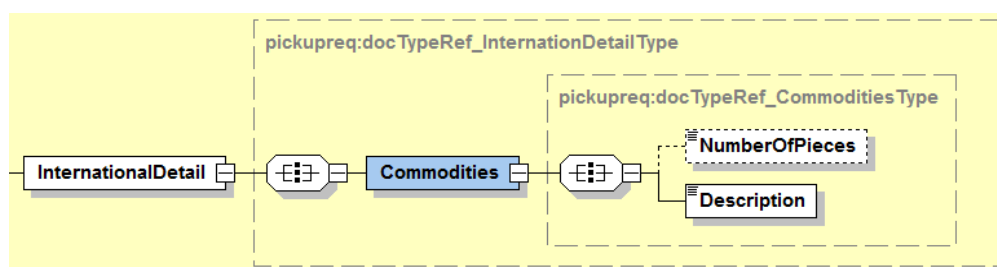 pickupreq:docTypeRef_InternationDetailType
pickupreq:docTypeRef_CommoditiesType
NumberOfPieces
InternationalDetail
Commodities
Description